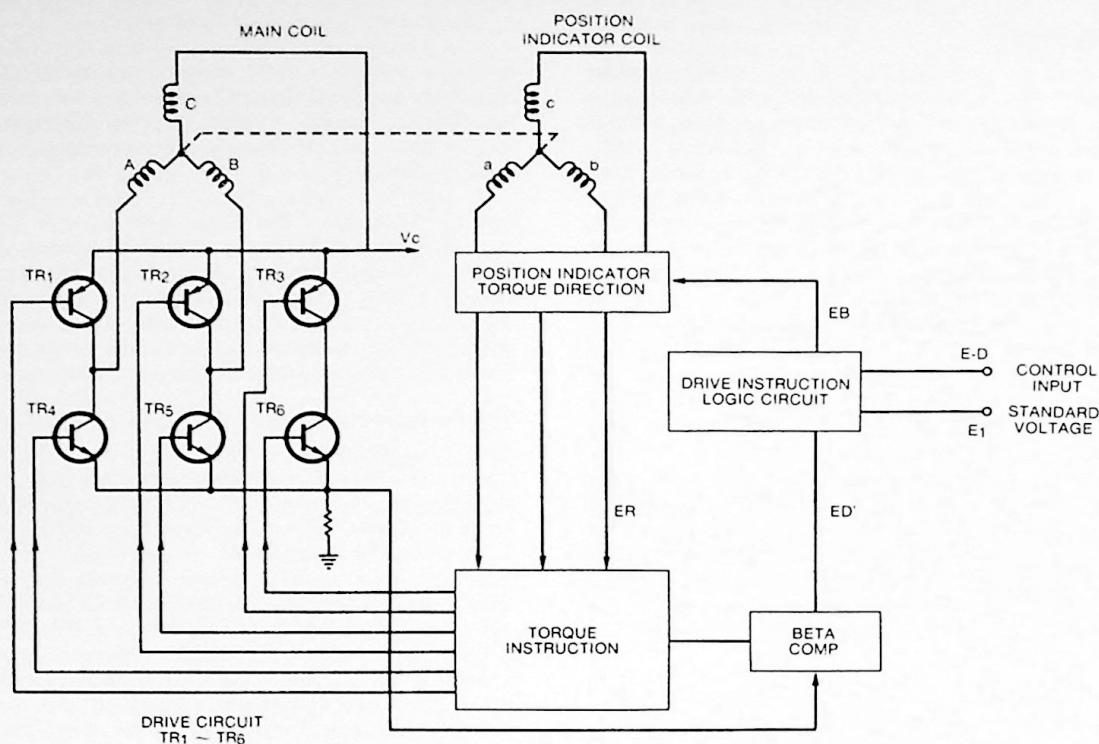 MAIN COIL
POSITION
INDICATOR COIL
C
A
B
c
a
b
Vc
TR1
TR2
TR3
POSITION INDICATOR
TORQUE DIRECTION
EB
E-D
CONTROL
INPUT
DRIVE INSTRUCTION
LOGIC CIRCUIT
STANDARD
VOLTAGE
E1
TR4
TR5
TR6
ER
ED'
TORQUE
INSTRUCTION
BETA
COMP
DRIVE CIRCUIT
TR1 ~ TR6